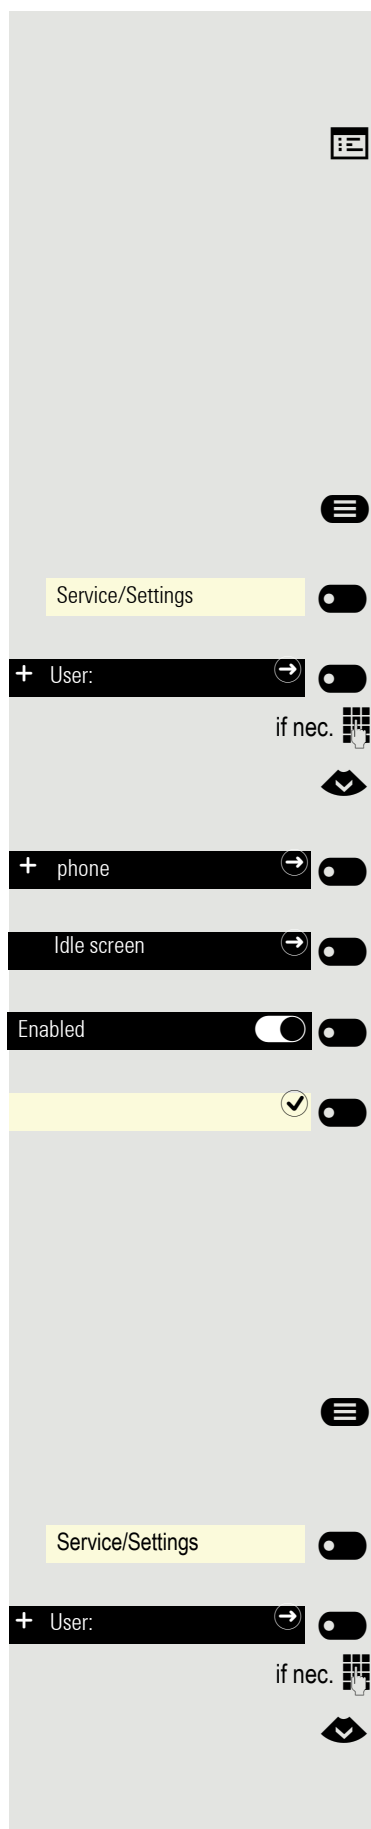 Service/Settings
User:
if nec.
phone
Idle screen
Enabled
Service/Settings
User:
if nec.